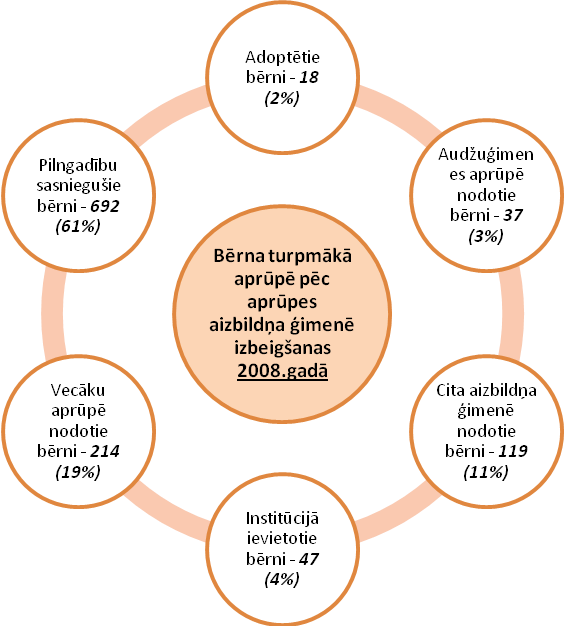 Adoptētie
bērni - 18
(2%)
Audžuģimen
es aprūpē
nodotie
bērni - 37
(3%)
Cita aizbildņa
ģimenē
nodotie
bērni - 119
(11%)
Institūcijā
ievietotie
bērni - 47
(4%)
Vecāku
aprūpē
nodotie
bērni - 214
(19%)
Pilngadību
sasniegušie
bērni - 692
(61%)
Bērna turpmākā
aprūpē pēc
aprūpes
aizbildņa ģimenē
izbeigšanas
2008.gadā